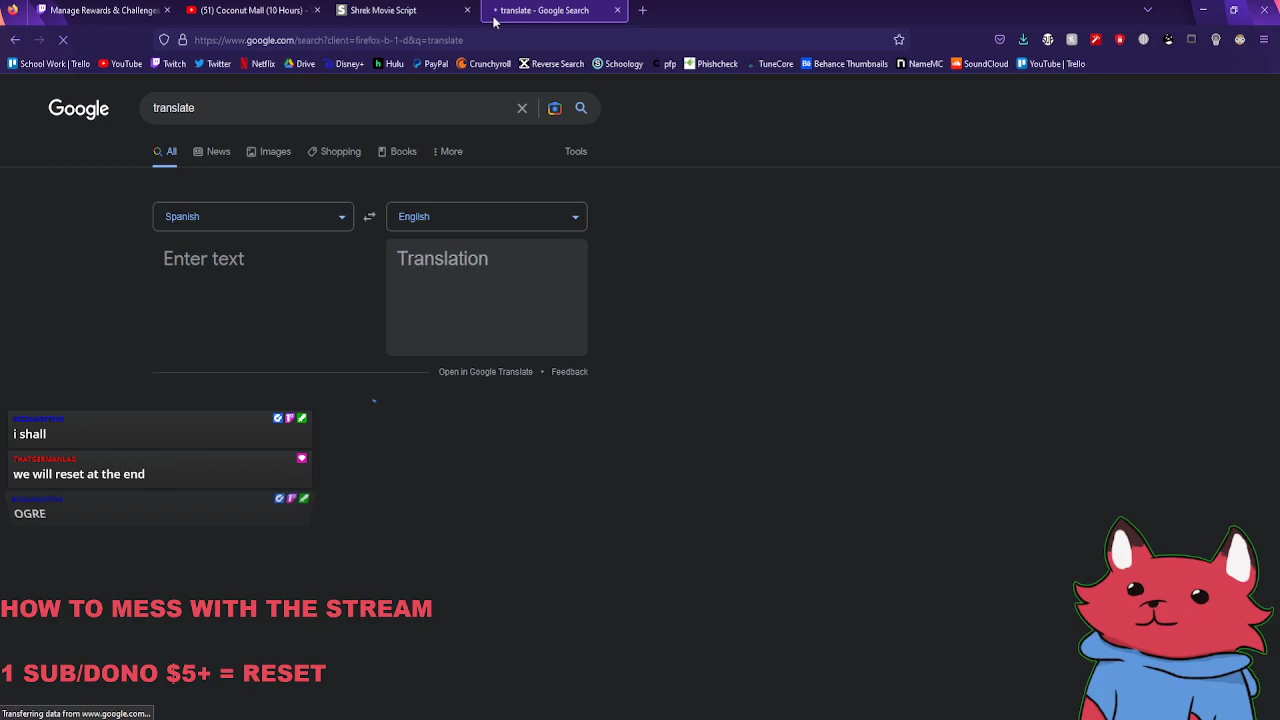 Manage Rewards & Challenges
(51) Coconut Mall (10 Hours) -
Shrek Movie Script
translate - Google Search
https://www.google.com/search?client=firefox-b-1-d&q=translate
School Work | Trello
YouTube
Twitch
Twitter
Netflix
Drive
Disney+
Hulu
PayPal
Crunchyroll
Reverse Search
Schoology
pfp
Phishcheck
TuneCore
Behance Thumbnails
NameMC
SoundCloud
YouTube | Trello
Google
translate
All
News
Images
Shopping
Books
More
Tools
Spanish
English
Enter text
Translation
Open in Google Translate • Feedback
i shall
THATGERMANLAD
we will reset at the end
OGRE
HOW TO MESS WITH THE STREAM
1 SUB/DONO $5+ = RESET
Transferring data from www.google.com...